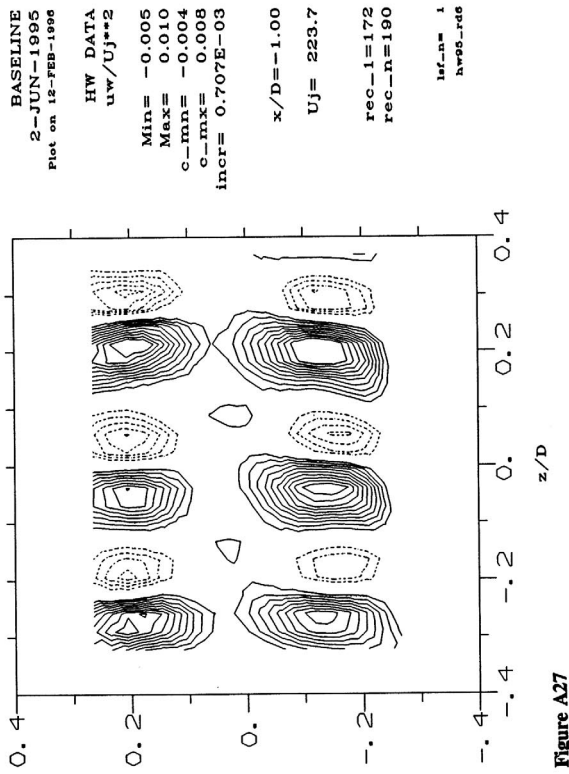 BASELINE
2-JUN-1995
Plot on 12-FEB-1996
HW DATA
uw/Uj**2
Min= -0.005
Max= 0.010
c_mn= -0.004
c_mx= 0.008
incr= 0.707E-03
x/D=-1.00
Uj= 223.7
rec_1=172
rec_n=190
lsf_n= 1
hw95_rd6
0.4
0.2
0.
-.2
-.4
-.4
-.2
0.
0.2
0.4
z/D
Figure A27